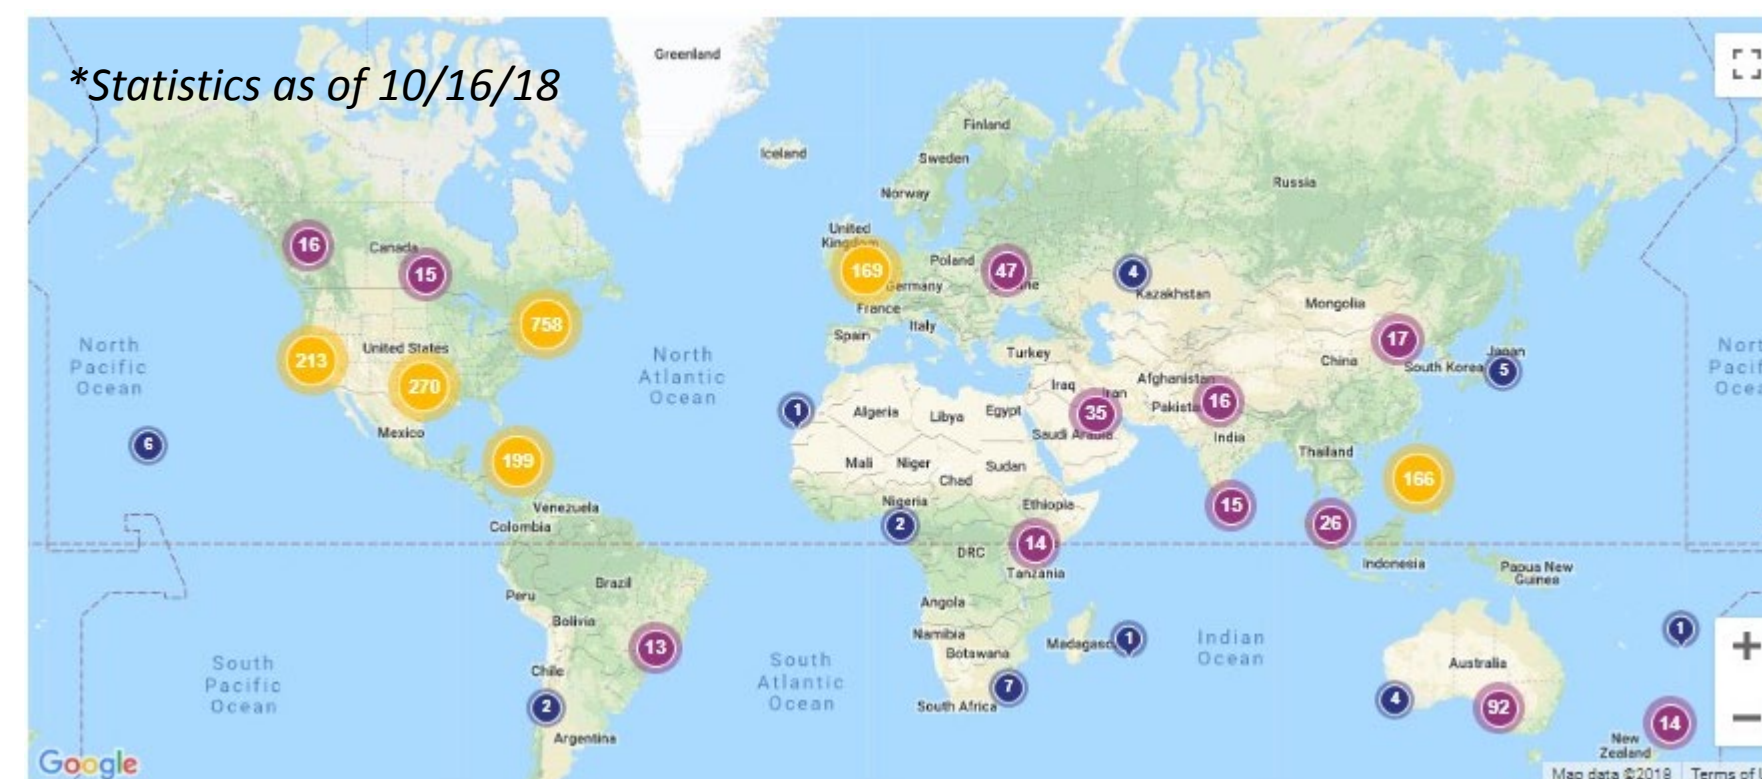 *Statistics as of 10/16/18
Greenland
Finland
Iceland
Sweden
Russia
Norway
United
Kingdom
16
Canada
15
169
Poland
47
4
Germany
Kazakhstan
France
Mongolia
758
Italy
Spain
17
North
Pacific
Ocean
213
United States
North
Atlantic
Ocean
Turkey
China
Japan
South Korea
5
270
Iraq
Iran
Afghanistan
Pakista
16
1
Algeria
Libya
Egypt
35
Saudi Arabia
India
6
Mexico
199
Mali
Niger
Chad
Sudan
Thailand
166
Venezuela
Colombia
Nigeria
2
Ethiopia
15
26
14
DRC
Tanzania
Indonesia
Papua New
Guinea
Peru
Brazil
Bolivia
Angola
Namibia
Botswana
Madagasc
1
Indian
Ocean
1
13
South
Pacific
Ocean
Chile
South
Atlantic
Ocean
Australia
2
7
South Africa
4
92
14
Argentina
New
Zealand
Google
Map data ©2018
Terms of
+
−